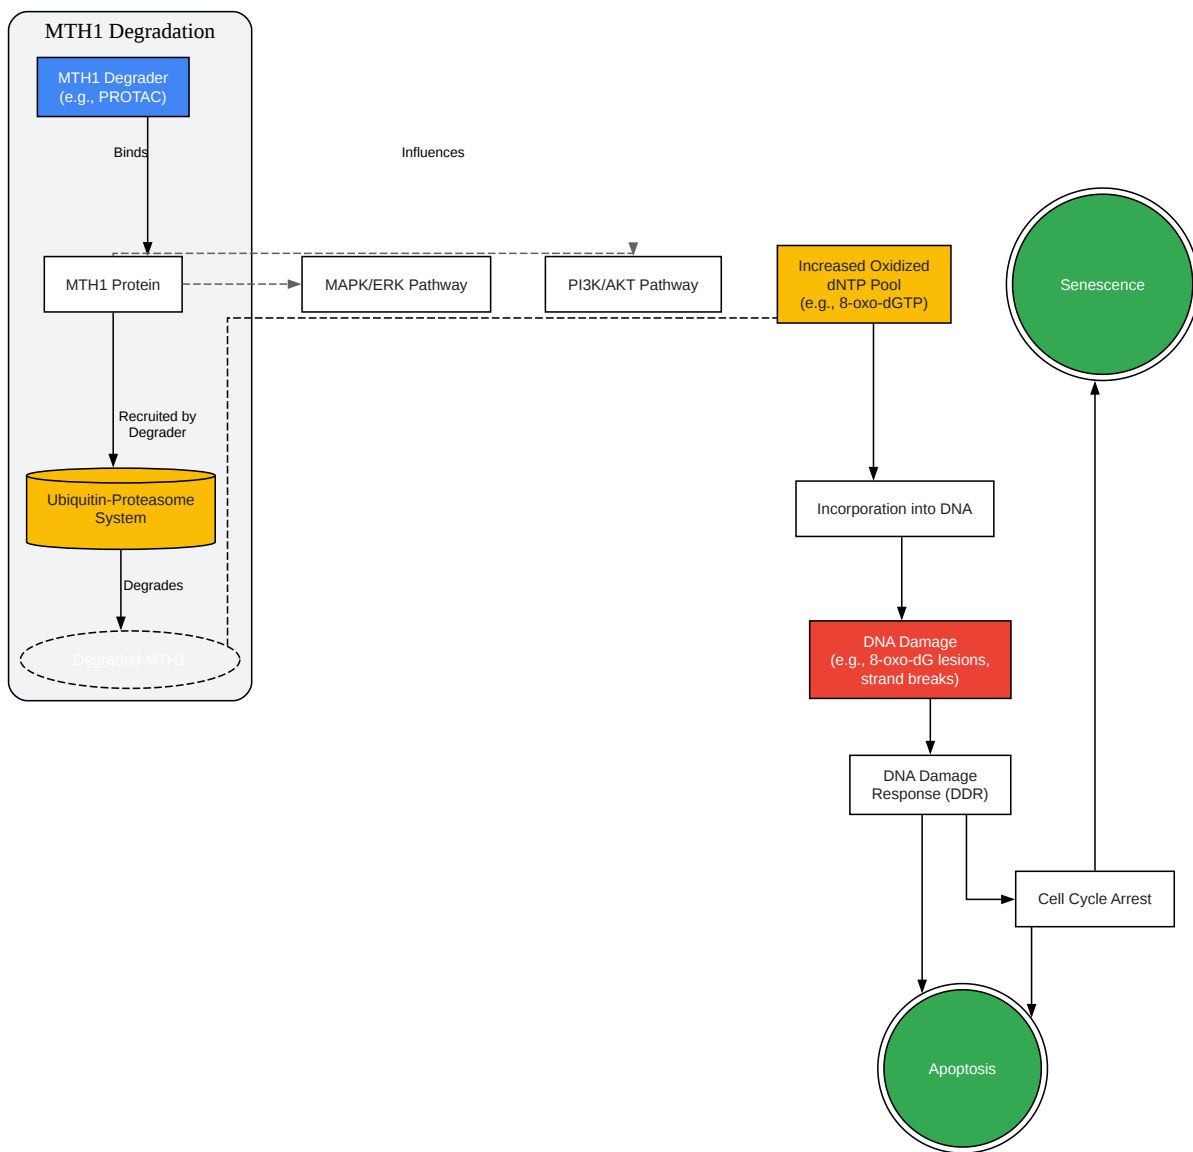 MTH1 Degradation
MTH1 Degrader
(e.g., PROTAC)
Binds
Influences
MTH1 Protein
MAPK/ERK Pathway
PI3K/AKT Pathway
Increased Oxidized
dNTP Pool
(e.g., 8-oxo-dGTP)
Senescence
Recruited by
Degrader
Ubiquitin-Proteasome
System
Incorporation into DNA
Degrades
Degraded MTH1
DNA Damage
(e.g., 8-oxo-dG lesions,
strand breaks)
DNA Damage
Response (DDR)
Cell Cycle Arrest
Apoptosis